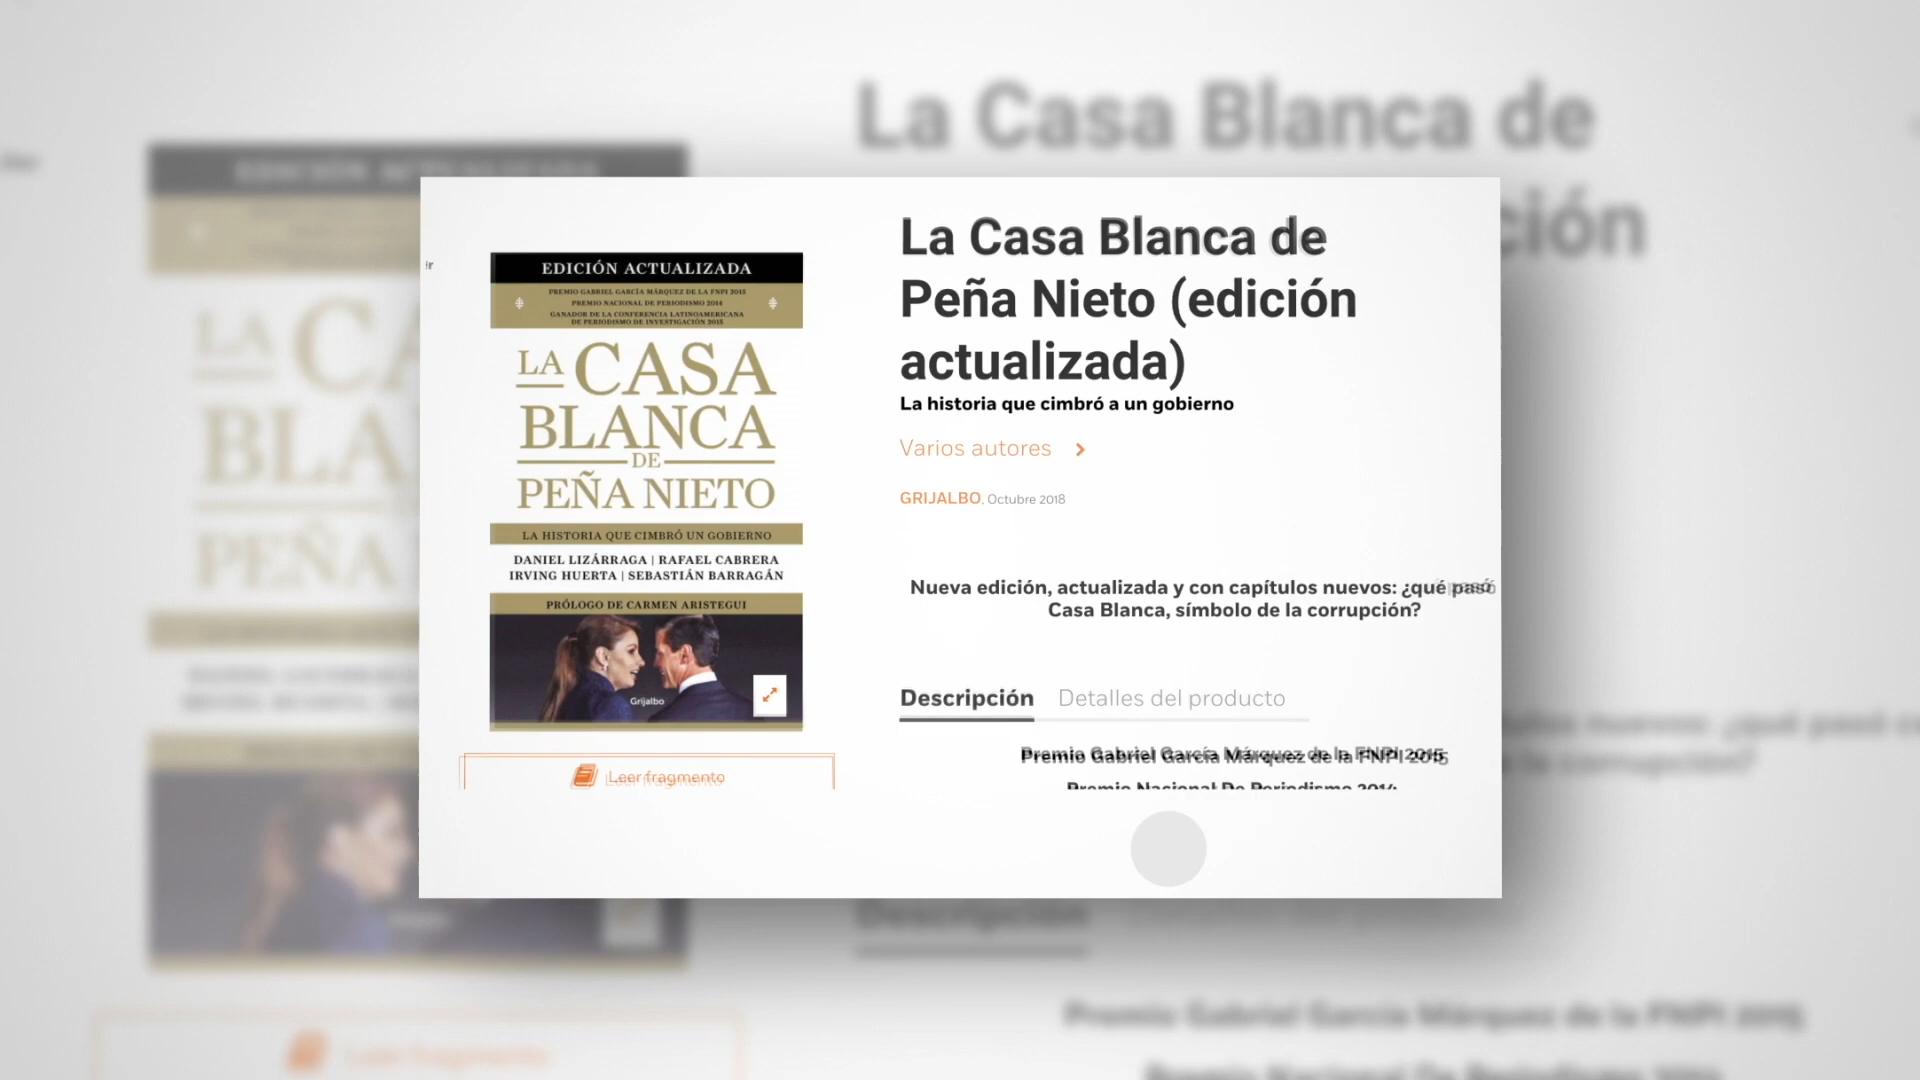 La Casa Blanca de
Peña Nieto (edición
actualizada)
La historia que cimbró a un gobierno
Varios autores
GRIJALBO, Octubre 2018
Nueva edición, actualizada y con capítulos nuevos: ¿qué pasó
Casa Blanca, símbolo de la corrupción?
Descripción Detalles del producto
Premio Gabriel García Márquez de la FNPI 2015
Premio Nacional De Periodismo 2014
EDICIÓN ACTUALIZADA
PREMIO GABRIEL GARCÍA MÁRQUEZ DE LA FNPI 2015
PREMIO NACIONAL DE PERIODISMO 2014
GANADOR DE LA CONFERENCIA LATINOAMERICANA
DE PERIODISMO DE INVESTIGACIÓN 2015
LA CASA
BLANCA
DE
PEÑA NIETO
LA HISTORIA QUE CIMBRÓ UN GOBIERNO
DANIEL LIZÁRRAGA | RAFAEL CABRERA
IRVING HUERTA | SEBASTIÁN BARRAGÁN
PRÓLOGO DE CARMEN ARISTEGUI
Grijalbo
Leer fragmento